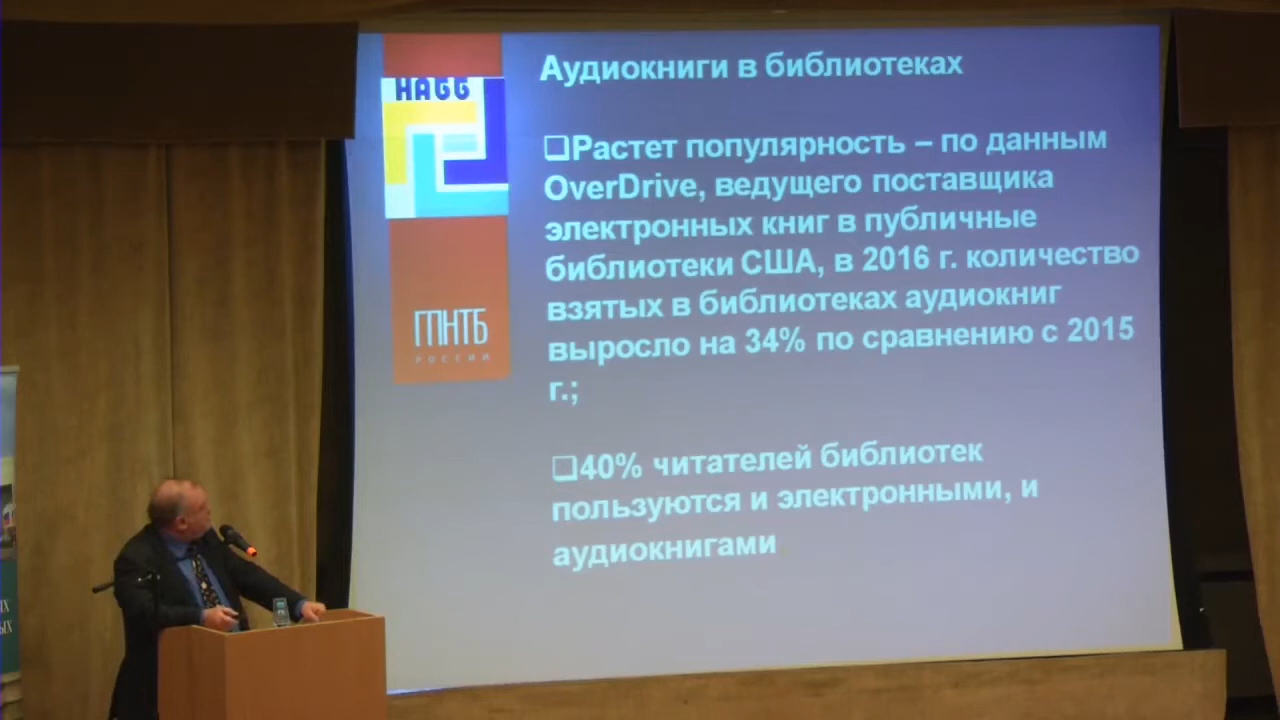 НАББ
ГПНТБ
РОССИИ
Аудиокниги в библиотеках
❑Растет популярность – по данным
OverDrive, ведущего поставщика
электронных книг в публичные
библиотеки США, в 2016 г. количество
взятых в библиотеках аудиокниг
выросло на 34% по сравнению с 2015
г.;
❑40% читателей библиотек
пользуются и электронными, и
аудиокнигами